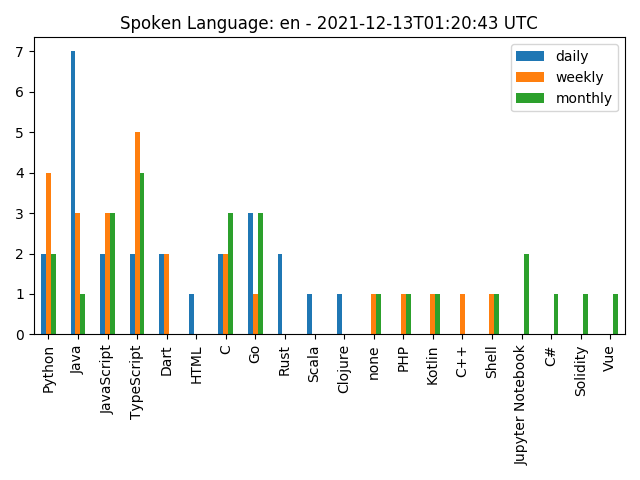 Spoken Language: en - 2021-12-13T01:20:43 UTC
daily
weekly
monthly
7
6
5
4
3
2
1
0
Python
Java
JavaScript
TypeScript
Dart
HTML
C
Go
Rust
Scala
Clojure
none
PHP
Kotlin
C++
Shell
Jupyter Notebook
C#
Solidity
Vue